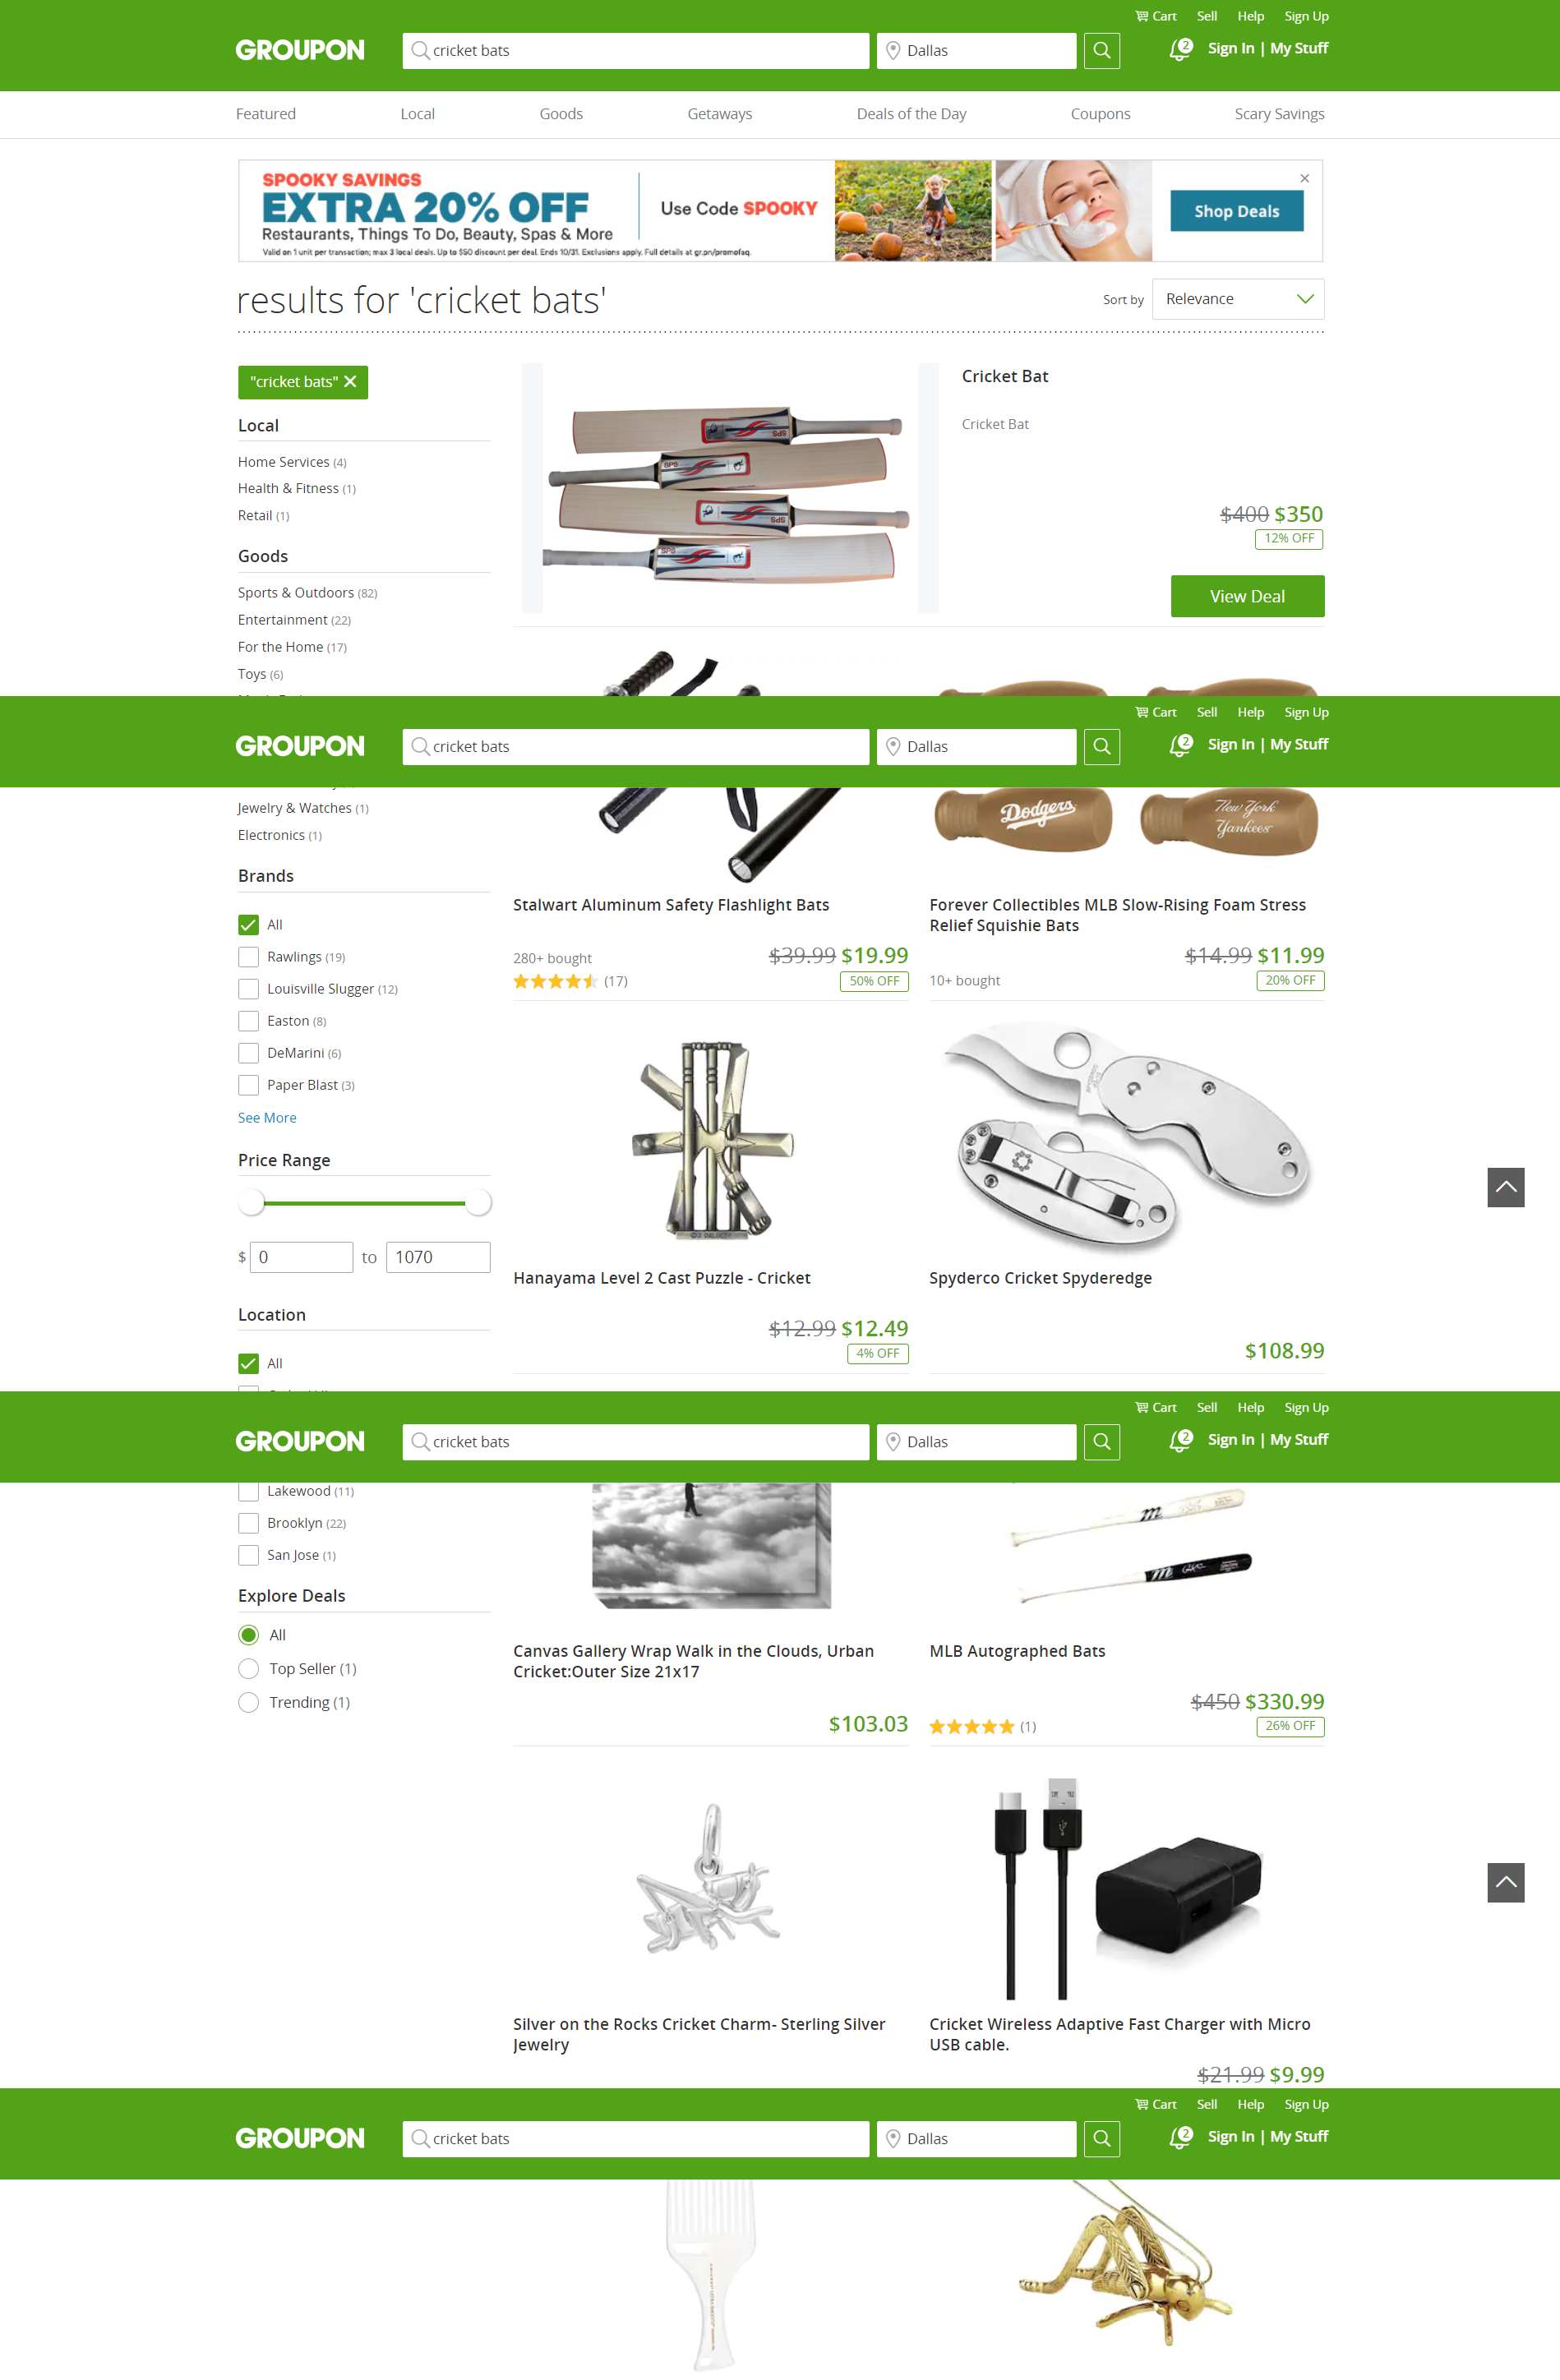 Cart Sell Help Sign Up
GROUPON cricket bats Dallas 2 Sign In | My Stuff
Featured Local Goods Getaways Deals of the Day Coupons Scary Savings
SPOOKY SAVINGS
EXTRA 20% OFF
Restaurants, Things To Do, Beauty, Spas & More
Valid on 1 unit per transaction; max 3 local deals. Up to $50 discount per deal. Ends 10/31. Exclusions apply. Full details at gr.pn/promofaq.
Use Code SPOOKY
Shop Deals
results for 'cricket bats'
Sort by Relevance
"cricket bats"
Local
Home Services (4)
Health & Fitness (1)
Retail (1)
Goods
Sports & Outdoors (82)
Entertainment (22)
For the Home (17)
Toys (6)
SPS
SPS
SPS
SPS
Cricket Bat
Cricket Bat
$400 $350
12% OFF
View Deal
Cart Sell Help Sign Up
GROUPON cricket bats Dallas 2 Sign In | My Stuff
Jewelry & Watches (1)
Electronics (1)
Brands
All
Rawlings (19)
Louisville Slugger (12)
Easton (8)
DeMarini (6)
Paper Blast (3)
See More
Price Range
$ 0 to 1070
Location
All
Dodgers
New York
Yankees
Stalwart Aluminum Safety Flashlight Bats
280+ bought
$39.99 $19.99
(17)
50% OFF
Forever Collectibles MLB Slow-Rising Foam Stress
Relief Squishie Bats
$14.99 $11.99
10+ bought
20% OFF
Hanayama Level 2 Cast Puzzle - Cricket
$12.99 $12.49
4% OFF
Spyderco Cricket Spyderedge
$108.99
Cart Sell Help Sign Up
GROUPON cricket bats Dallas 2 Sign In | My Stuff
Lakewood (11)
Brooklyn (22)
San Jose (1)
Explore Deals
All
Top Seller (1)
Trending (1)
Canvas Gallery Wrap Walk in the Clouds, Urban
Cricket:Outer Size 21x17
$103.03
MLB Autographed Bats
$450 $330.99
(1)
26% OFF
Silver on the Rocks Cricket Charm- Sterling Silver
Jewelry
Cricket Wireless Adaptive Fast Charger with Micro
USB cable.
$21.99 $9.99
Cart Sell Help Sign Up
GROUPON cricket bats Dallas 2 Sign In | My Stuff